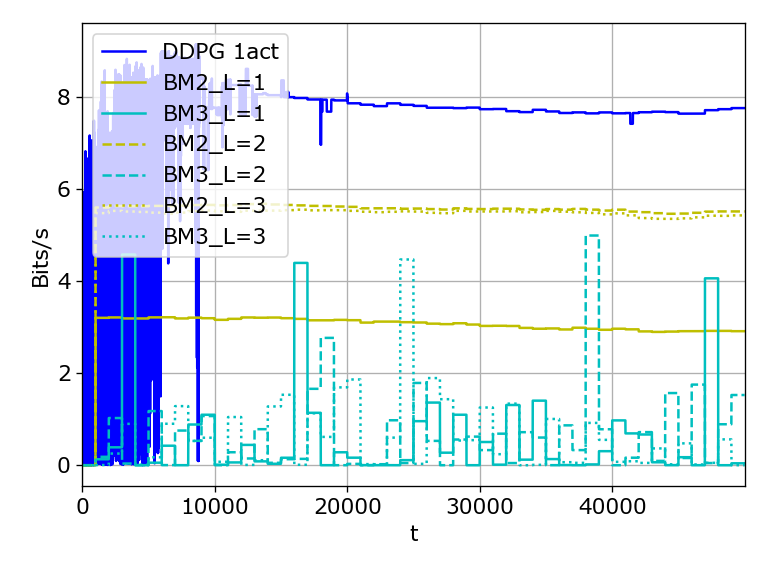 DDPG 1act
BM2_L=1
BM3_L=1
BM2_L=2
BM3_L=2
BM2_L=3
BM3_L=3
8
6
4
2
0
Bits/s
0 10000 20000 30000 40000
t